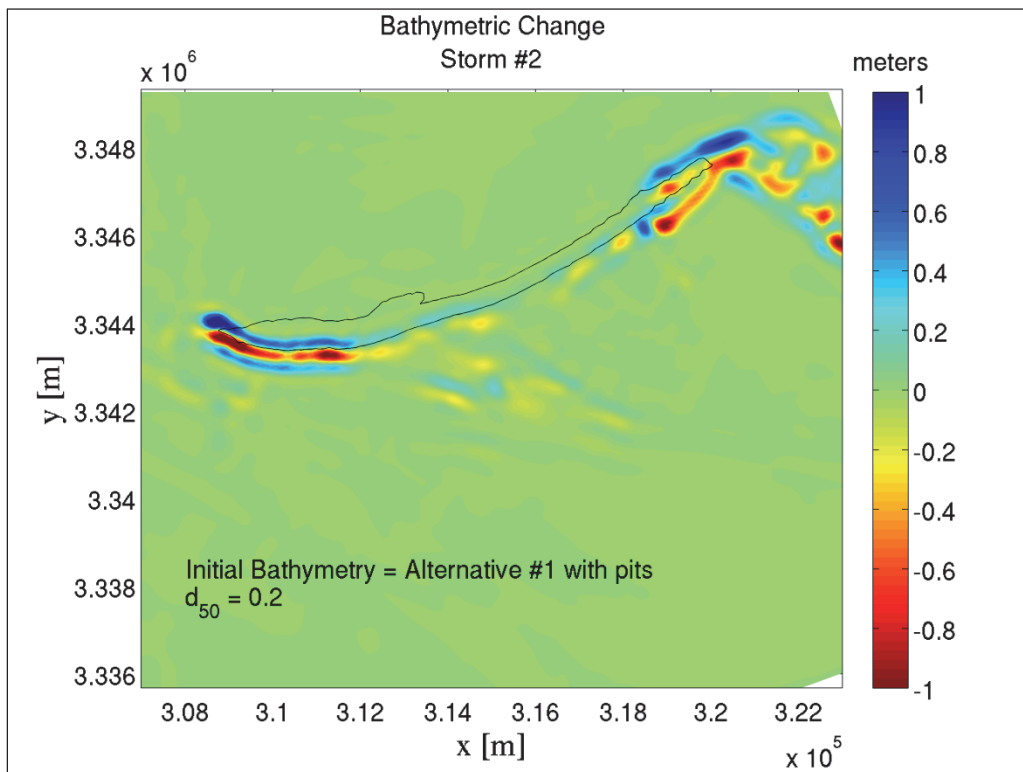 Bathymetric Change
Storm #2
x 10^6
meters
3.348
3.346
3.344
3.342
3.34
3.338
3.336
y [m]
Initial Bathymetry = Alternative #1 with pits
d_50 = 0.2
3.08 3.1 3.12 3.14 3.16 3.18 3.2 3.22
x [m]
x 10^5
1
0.8
0.6
0.4
0.2
0
-0.2
-0.4
-0.6
-0.8
-1